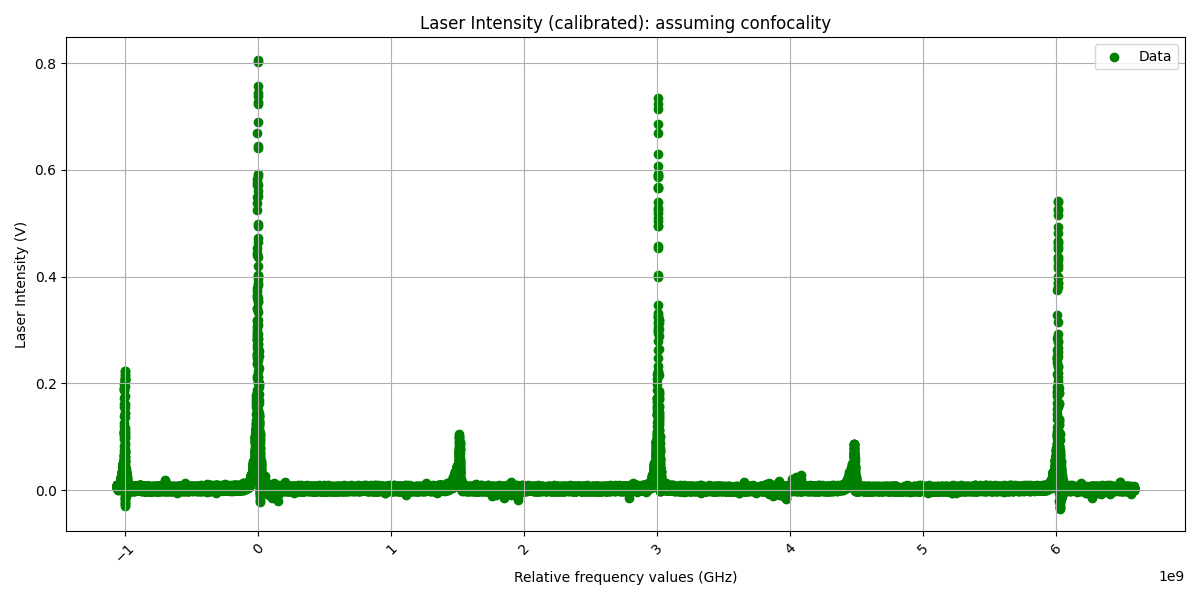 Laser Intensity (calibrated): assuming confocality
Data
Laser Intensity (V)
0.8
0.6
0.4
0.2
0.0
−1
0
1
2
3
4
5
6
1e9
Relative frequency values (GHz)